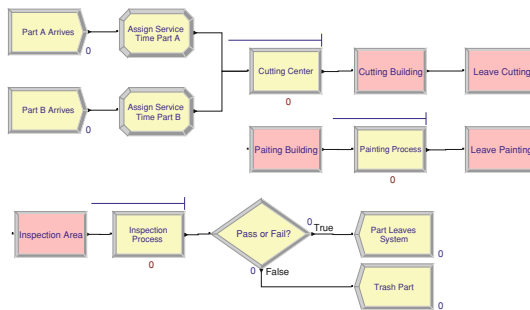 Part A Arrives
0
Assign Service
Time Part A
Part B Arrives
0
Assign Service
Time Part B
Cutting Center
0
Cutting Building
Leave Cutting
Paiting Building
Painting Process
0
Leave Painting
Inspection Area
Inspection
Process
0
Pass or Fail?
0
True
0
False
Part Leaves
System
0
Trash Part
0